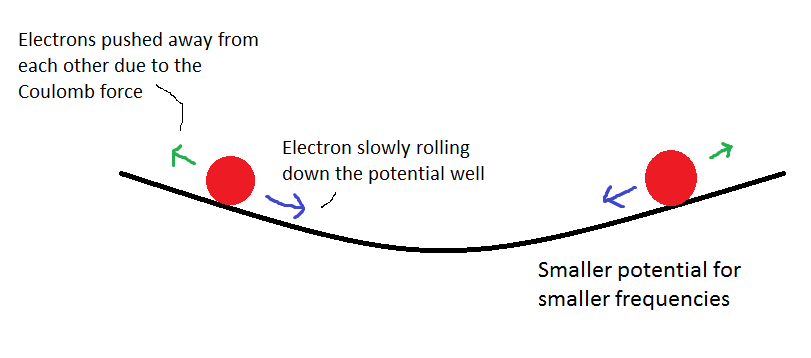 Electrons pushed away from
each other due to the
Coulomb force
Electron slowly rolling
down the potential well
Smaller potential for
smaller frequencies